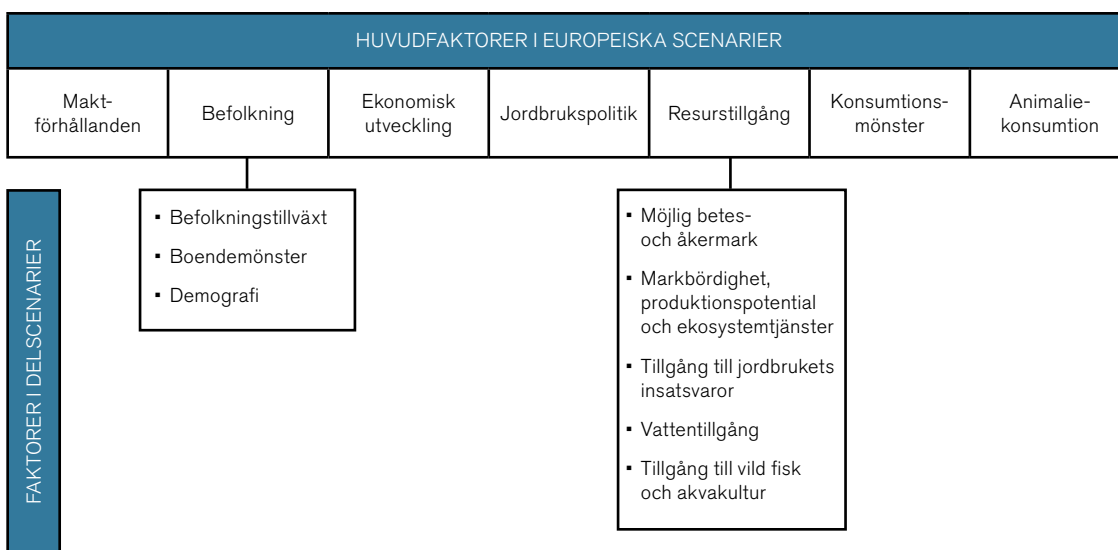 HUVUDFAKTORER I EUROPEISKA SCENARIER
Makt-
förhållanden
Befolkning
Ekonomisk
utveckling
Jordbrukspolitik
Resurstillgång
Konsumtions-
mönster
Animalie-
konsumtion
FAKTORER I DELSCENARIER
▪ Befolkningstillväxt
▪ Boendemönster
▪ Demografi
▪ Möjlig betes-
och åkermark
▪ Markbördighet,
produktionspotential
och ekosystemtjänster
▪ Tillgång till jordbrukets
insatsvaror
▪ Vattentillgång
▪ Tillgång till vild fisk
och akvakultur